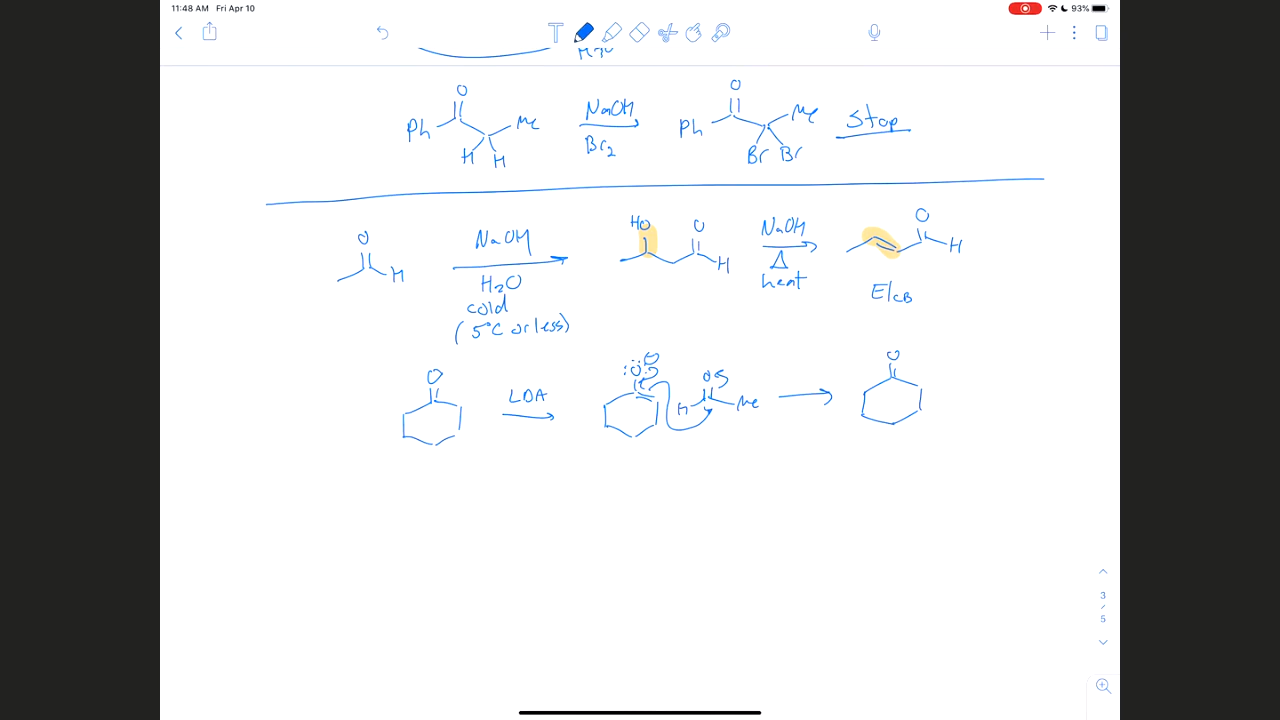 11:48 AM Fri Apr 10
93%
T
O
Ph Me
H H
NaOH
Br₂
O
Ph Me
Br Br
Stop
O
H
NaOH
H₂O
cold
(5°C or less)
HO O
H
NaOH
Δ
heat
O
H
E1cB
O
LDA
:O:
O
H Me
O
3
/
5